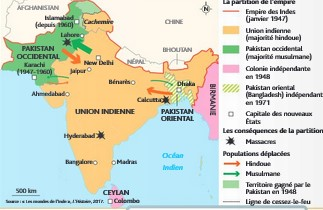 La partition de l'empire
Empire des Indes
(janvier 1947)
Union indienne
(majorité hindoue)
Pakistan occidental
(majorité musulmane)
Colonie indépendante
en 1948
Pakistan oriental
(Bangladesh) indépendant
en 1971
Capitale des nouveaux
États
Les conséquences de la partition
Massacres
Populations déplacées
Hindoue
Musulmane
Territoire gagné par le
Pakistan en 1948
Ligne de cessez-le-feu
AFGHANISTAN
Islamabad
(depuis 1960)
Cachemire
Lahore
CHINE
N
PAKISTAN
OCCIDENTAL
Karachi
(1947-1960)
New Delhi
Jaipur
NÉPAL
BHOUTAN
Bénarès
Dhaka
Ahmedabad
Calcutta
PAKISTAN
ORIENTAL
BIRMANIE
UNION INDIENNE
Hyderabad
Océan
Indien
Bangalore
Madras
500 km
CEYLAN
Colombo
Source : « Les mondes de l'Inde », L'Histoire, 2017.